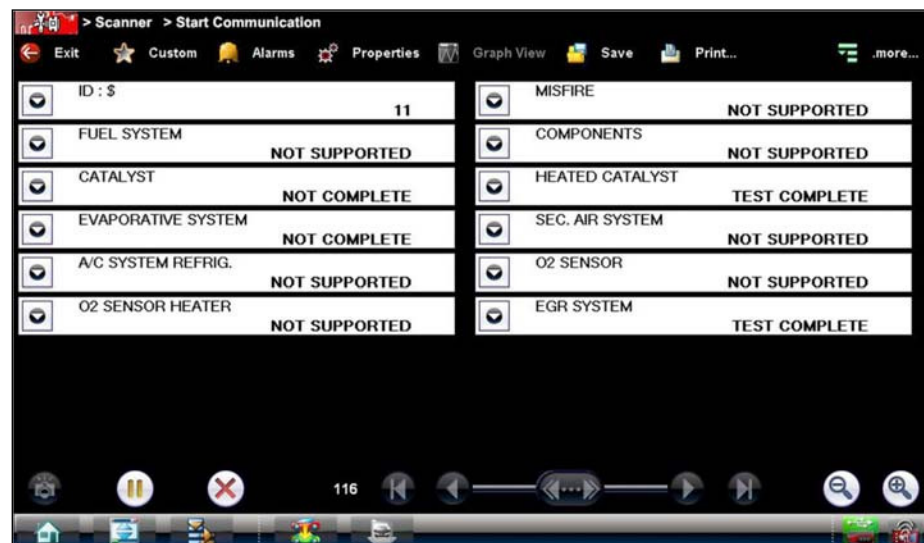 > Scanner > Start Communication
Exit Custom Alarms Properties Graph View Save Print... .more...
ID : $ 11
MISFIRE NOT SUPPORTED
FUEL SYSTEM NOT SUPPORTED
COMPONENTS NOT SUPPORTED
CATALYST NOT COMPLETE
HEATED CATALYST TEST COMPLETE
EVAPORATIVE SYSTEM NOT COMPLETE
SEC. AIR SYSTEM NOT SUPPORTED
A/C SYSTEM REFRIG. NOT SUPPORTED
O2 SENSOR NOT SUPPORTED
O2 SENSOR HEATER NOT SUPPORTED
EGR SYSTEM TEST COMPLETE
116